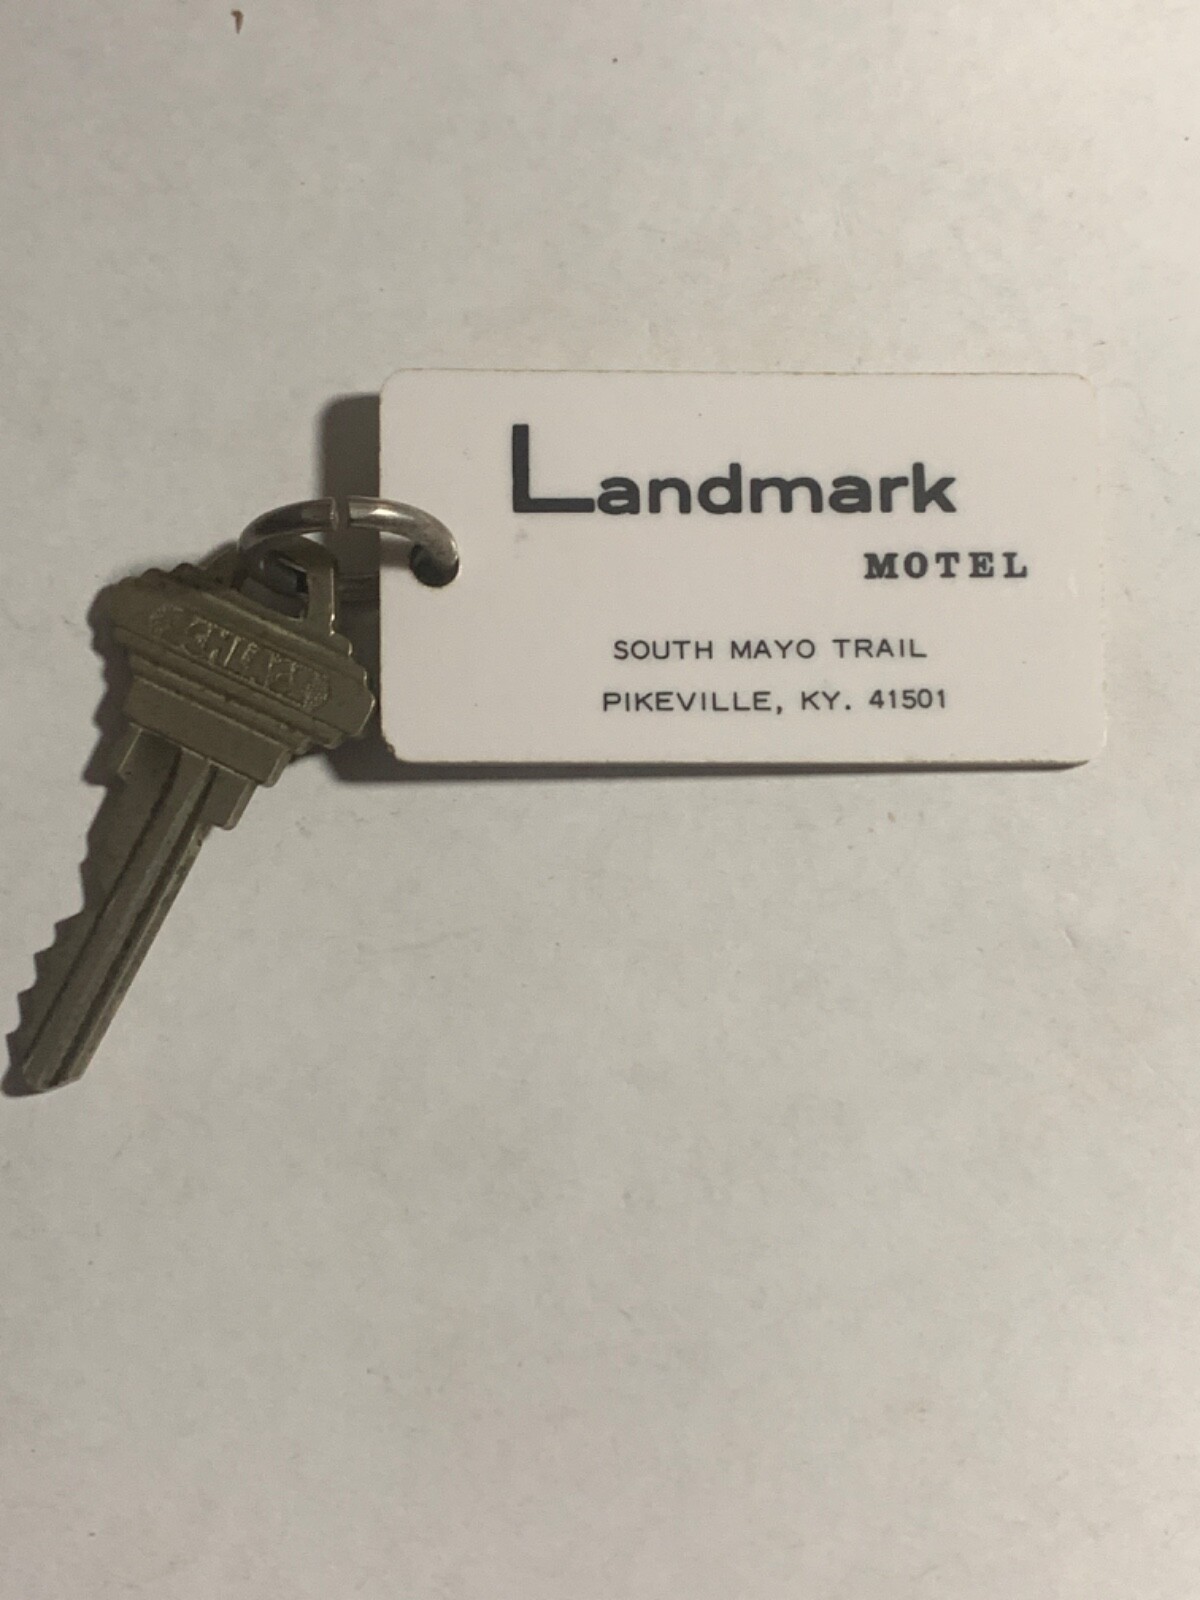 Landmark
MOTEL
SOUTH MAYO TRAIL
PIKEVILLE, KY. 41501